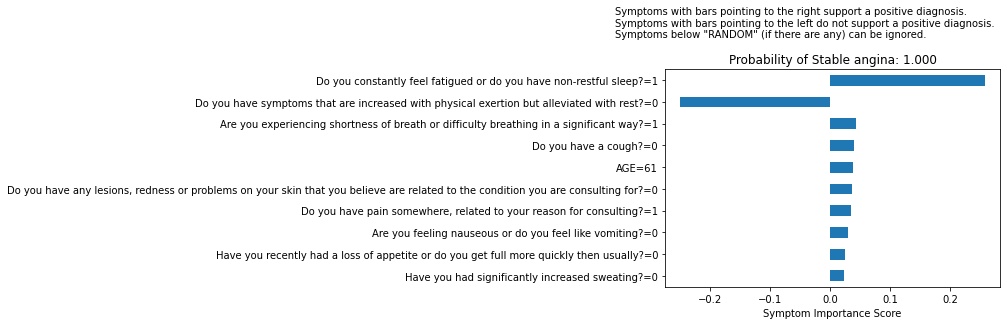 Symptoms with bars pointing to the right support a positive diagnosis.
Symptoms with bars pointing to the left do not support a positive diagnosis.
Symptoms below "RANDOM" (if there are any) can be ignored.
Probability of Stable angina: 1.000
Do you constantly feel fatigued or do you have non-restful sleep?=1
Do you have symptoms that are increased with physical exertion but alleviated with rest?=0
Are you experiencing shortness of breath or difficulty breathing in a significant way?=1
Do you have a cough?=0
AGE=61
Do you have any lesions, redness or problems on your skin that you believe are related to the condition you are consulting for?=0
Do you have pain somewhere, related to your reason for consulting?=1
Are you feeling nauseous or do you feel like vomiting?=0
Have you recently had a loss of appetite or do you get full more quickly then usually?=0
Have you had significantly increased sweating?=0
−0.2 −0.1 0.0 0.1 0.2
Symptom Importance Score